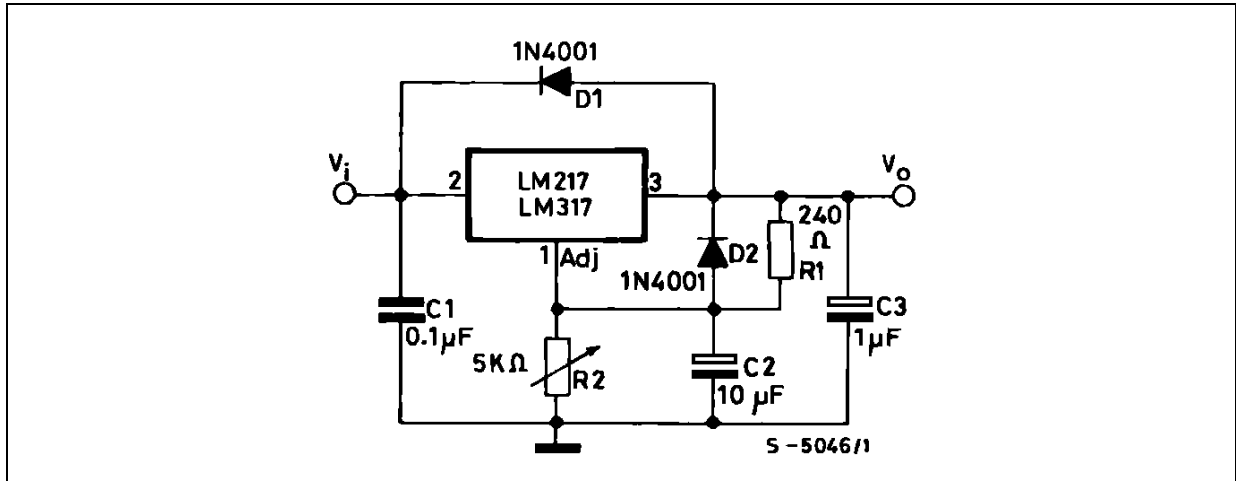 1N4001
D1
Vi
2
LM217
LM317
3
Vo
1 Adj
1N4001
D2
240
Ω
R1
C1
0.1µF
C3
1µF
5KΩ
R2
C2
10 µF
S-5046/1